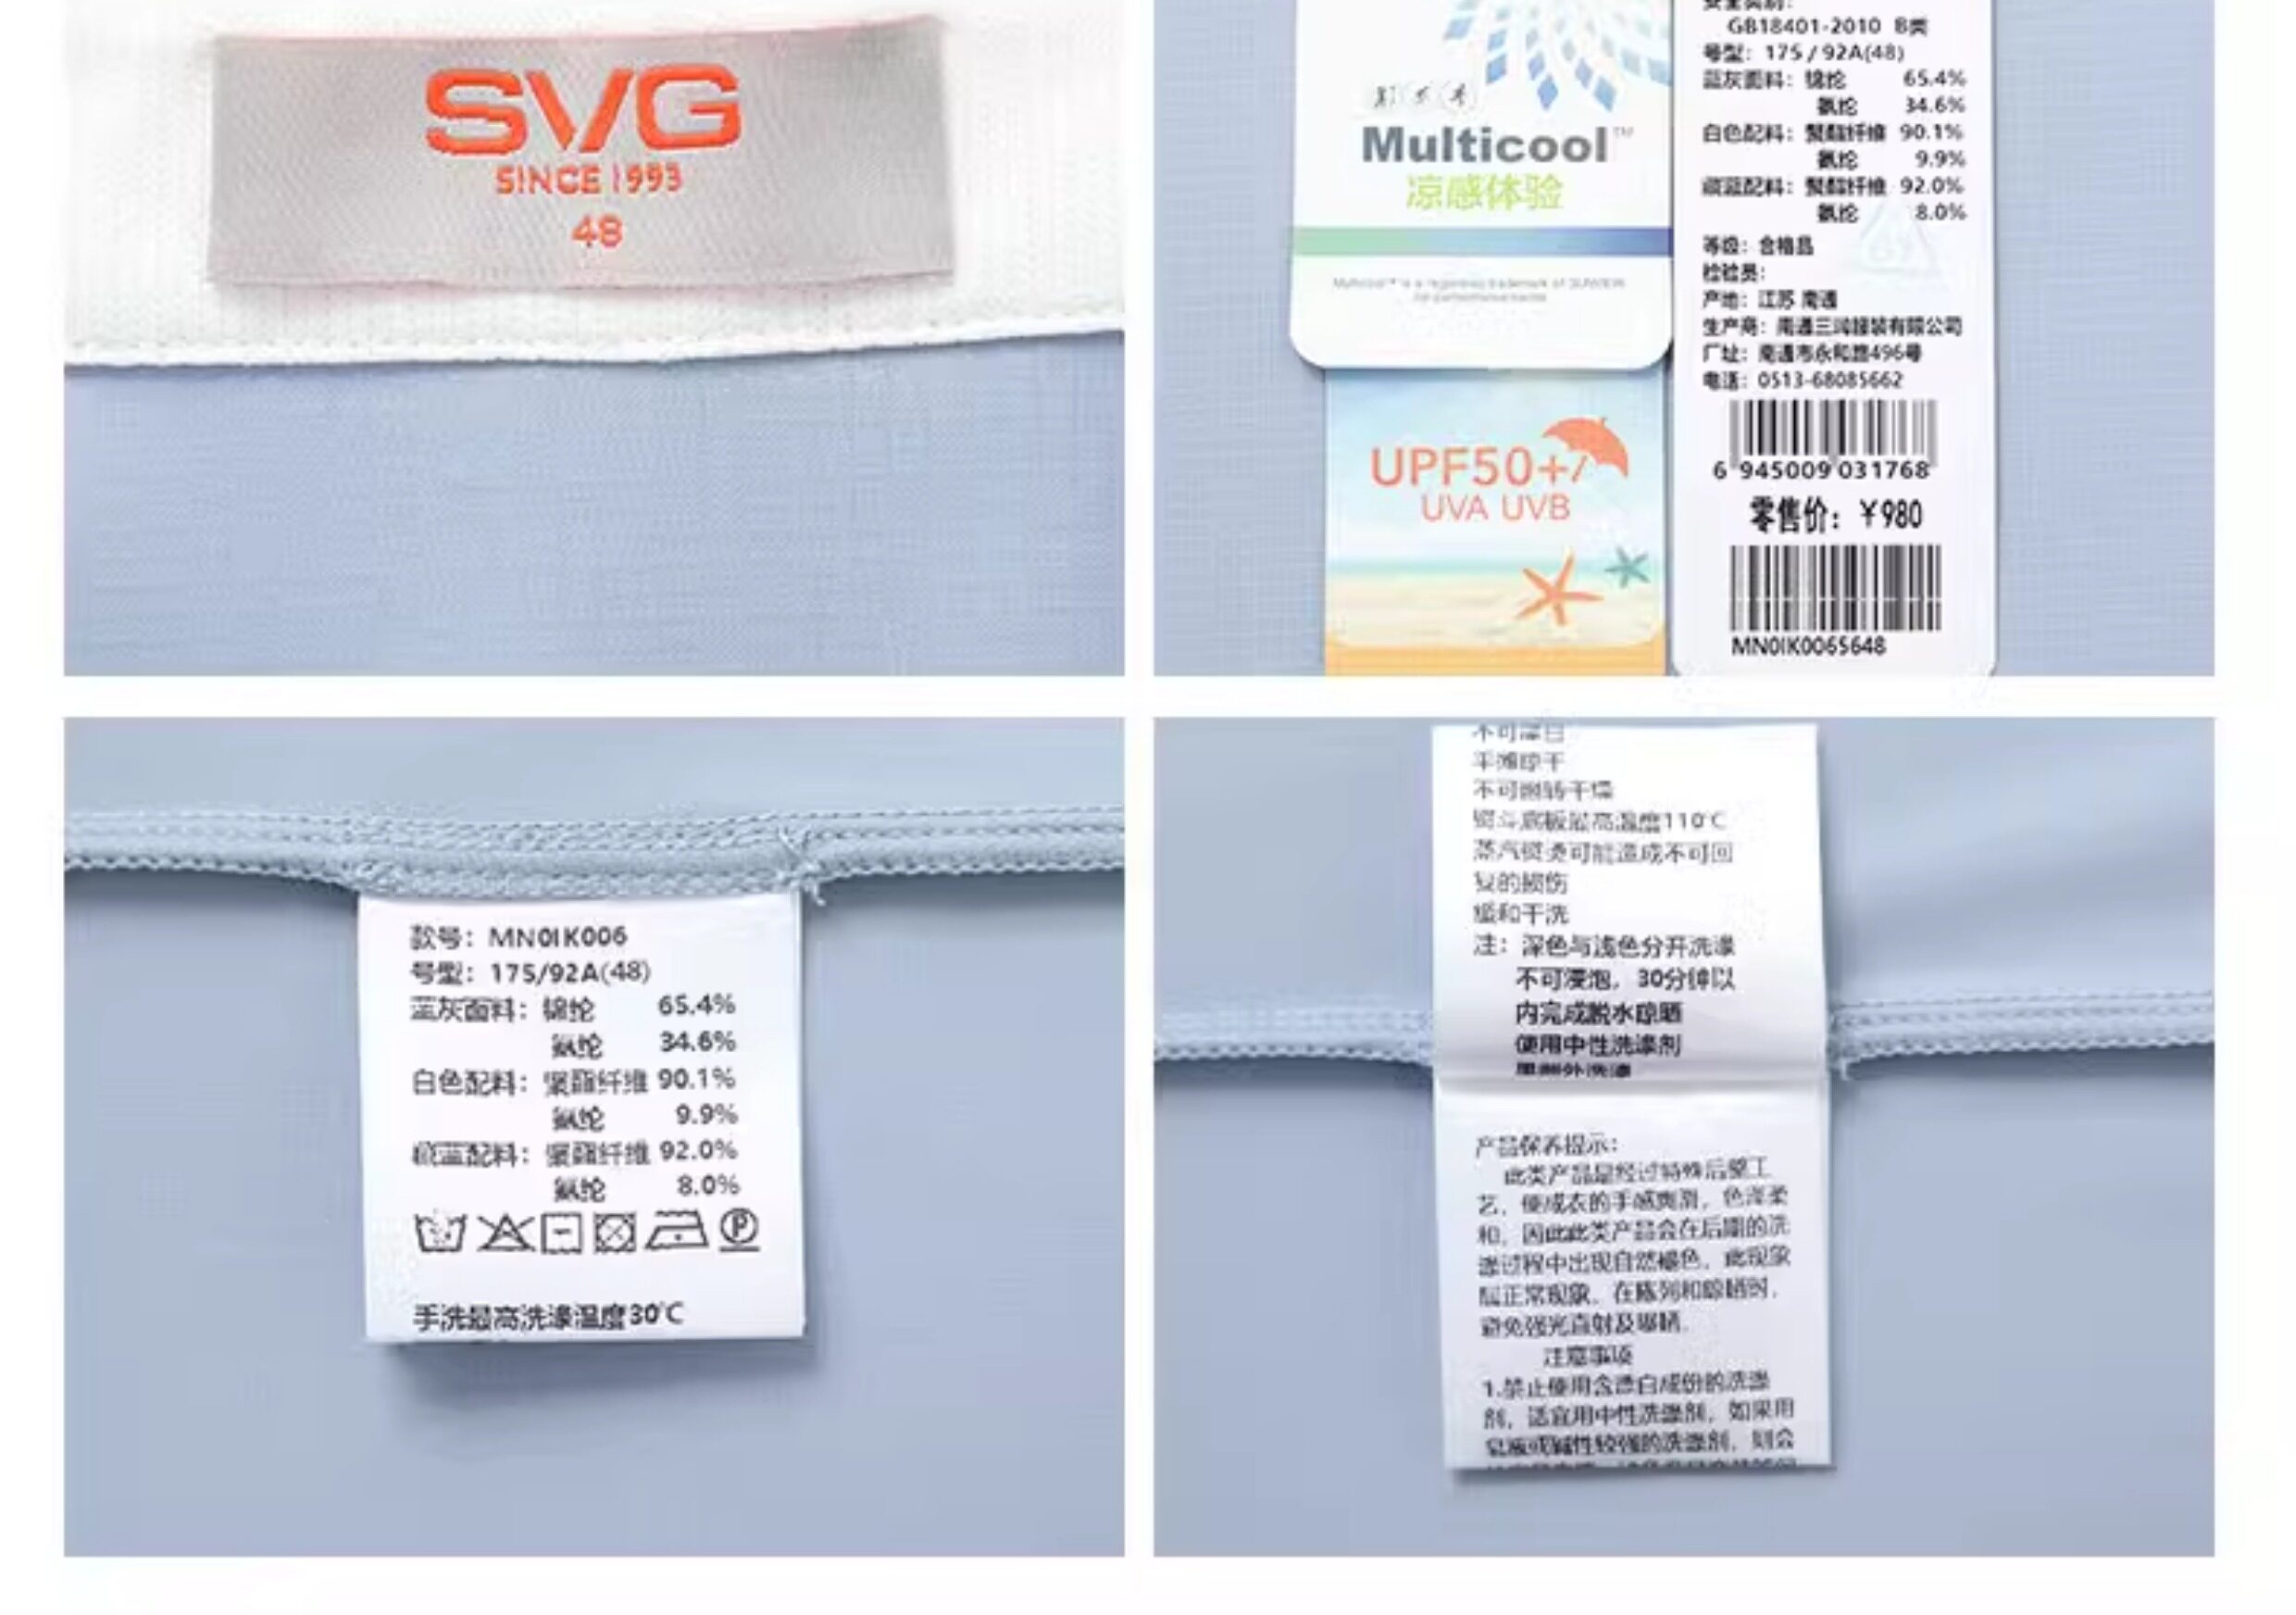 SVG
SINCE 1993
48
Multicool™
凉感体验
UPF50+
UVA UVB
安全类别:
GB18401-2010 B类
号型: 175/92A(48)
蓝灰面料: 锦纶 65.4%
氨纶 34.6%
白色配料: 聚酯纤维 90.1%
氨纶 9.9%
藏蓝配料: 聚酯纤维 92.0%
氨纶 8.0%
等级: 合格品
检验员:
产地: 江苏 南通
生产商: 南通三润服装有限公司
厂址: 南通市永和路496号
电话: 0513-68085662
6 945009 031768
零售价: ¥980
MN0IK0065648
款号: MN0IK006
号型: 175/92A(48)
蓝灰面料: 锦纶 65.4%
氨纶 34.6%
白色配料: 聚酯纤维 90.1%
氨纶 9.9%
藏蓝配料: 聚酯纤维 92.0%
氨纶 8.0%
P
手洗最高洗涤温度30℃
不可漂白
平摊晾干
不可翻转干燥
熨斗底板最高温度110℃
蒸汽熨烫可能造成不可回
复的损伤
缓和干洗
注: 深色与浅色分开洗涤
不可浸泡, 30分钟以
内完成脱水晾晒
使用中性洗涤剂
产品保养提示:
此类产品是经过特殊后整工
艺, 使成衣的手感爽滑, 色泽柔
和, 因此此类产品会在后期的洗
涤过程中出现自然褪色, 此现象
属正常现象, 在陈列和晾晒时,
避免强光直射及曝晒.
注意事项
1.禁止使用含漂白成份的洗涤
剂, 适宜用中性洗涤剂, 如果用
皂液或碱性较强的洗涤剂, 则会